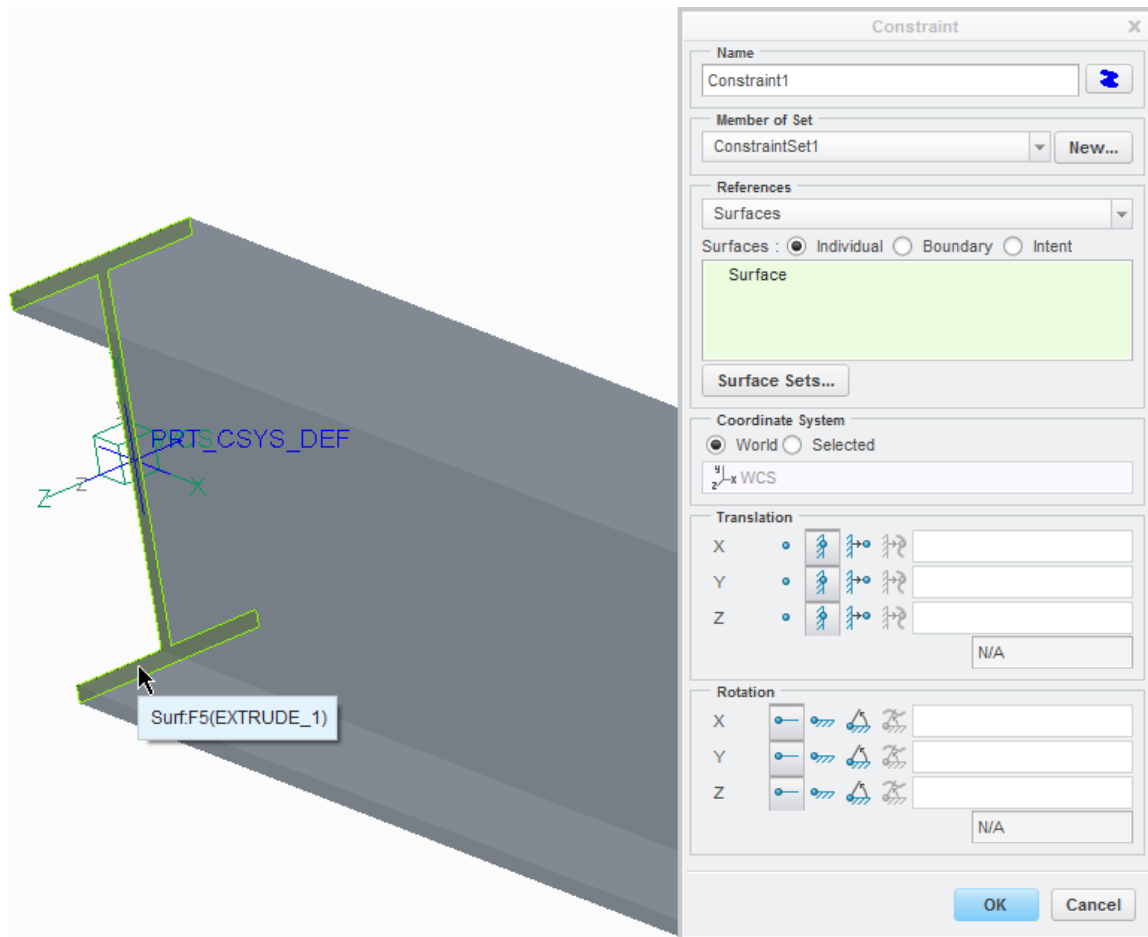 Constraint X
Name
Constraint1
Member of Set
ConstraintSet1 New...
References
Surfaces
Surfaces : Individual Boundary Intent
Surface
Surface Sets...
Coordinate System
World Selected
y z x WCS
Translation
X
Y
Z
N/A
Rotation
X
Y
Z
N/A
OK Cancel
PRT_CSYS_DEF
Z Z X
Surf:F5(EXTRUDE_1)